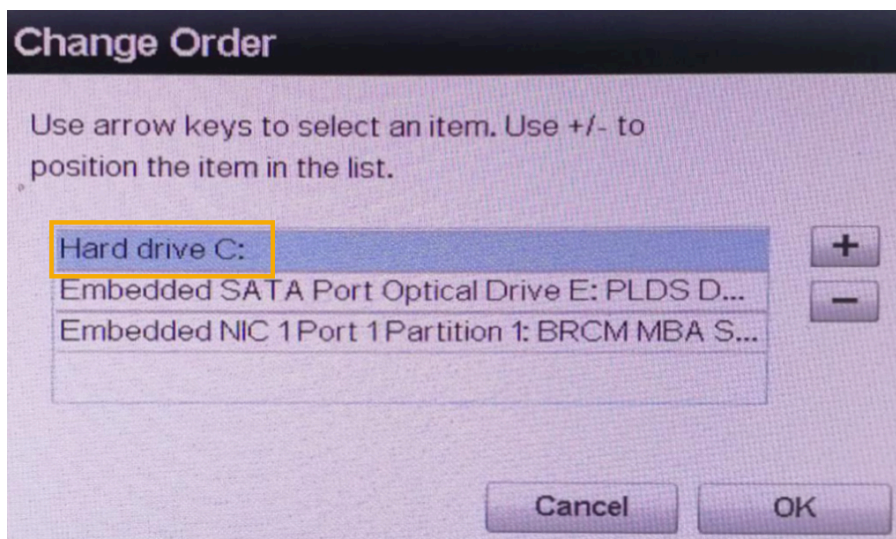 Change Order
Use arrow keys to select an item. Use +/- to
position the item in the list.
Hard drive C:
+
Embedded SATA Port Optical Drive E: PLDS D...
−
Embedded NIC 1 Port 1 Partition 1: BRCM MBA S...
Cancel
OK